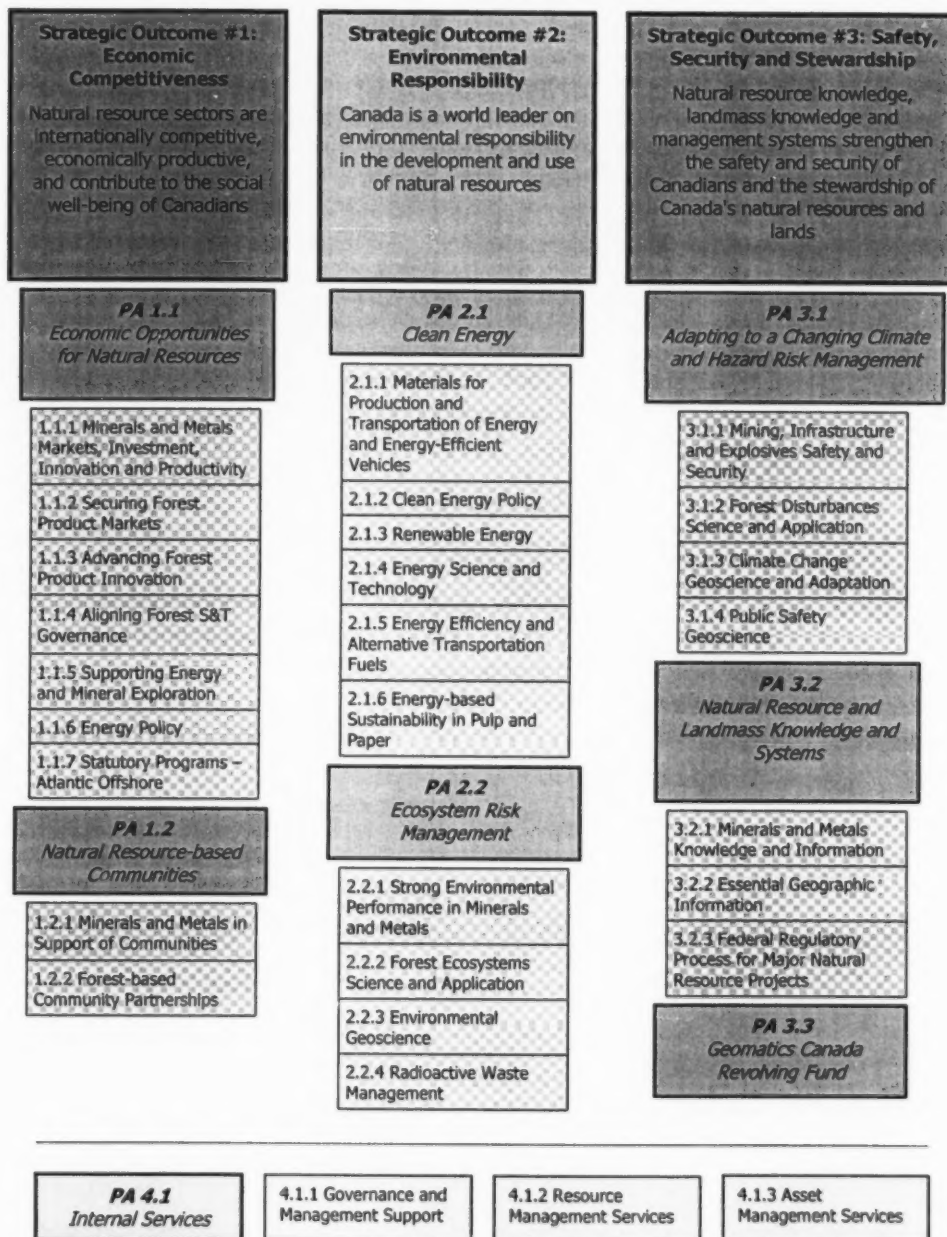 Strategic Outcome #1:
Economic
Competitiveness
Natural resource sectors are
internationally competitive,
economically productive,
and contribute to the social
well-being of Canadians
PA 1.1
Economic Opportunities
for Natural Resources
1.1.1 Minerals and Metals
Markets, Investment,
Innovation and Productivity
1.1.2 Securing Forest
Product Markets
1.1.3 Advancing Forest
Product Innovation
1.1.4 Aligning Forest S&T
Governance
1.1.5 Supporting Energy
and Mineral Exploration
1.1.6 Energy Policy
1.1.7 Statutory Programs –
Atlantic Offshore
PA 1.2
Natural Resource-based
Communities
1.2.1 Minerals and Metals in
Support of Communities
1.2.2 Forest-based
Community Partnerships
Strategic Outcome #2:
Environmental
Responsibility
Canada is a world leader on
environmental responsibility
in the development and use
of natural resources
PA 2.1
Clean Energy
2.1.1 Materials for
Production and
Transportation of Energy
and Energy-Efficient
Vehicles
2.1.2 Clean Energy Policy
2.1.3 Renewable Energy
2.1.4 Energy Science and
Technology
2.1.5 Energy Efficiency and
Alternative Transportation
Fuels
2.1.6 Energy-based
Sustainability in Pulp and
Paper
PA 2.2
Ecosystem Risk
Management
2.2.1 Strong Environmental
Performance in Minerals
and Metals
2.2.2 Forest Ecosystems
Science and Application
2.2.3 Environmental
Geoscience
2.2.4 Radioactive Waste
Management
Strategic Outcome #3: Safety,
Security and Stewardship
Natural resource knowledge,
landmass knowledge and
management systems strengthen
the safety and security of
Canadians and the stewardship of
Canada's natural resources and
lands
PA 3.1
Adapting to a Changing Climate
and Hazard Risk Management
3.1.1 Mining, Infrastructure
and Explosives Safety and
Security
3.1.2 Forest Disturbances
Science and Application
3.1.3 Climate Change
Geoscience and Adaptation
3.1.4 Public Safety
Geoscience
PA 3.2
Natural Resource and
Landmass Knowledge and
Systems
3.2.1 Minerals and Metals
Knowledge and Information
3.2.2 Essential Geographic
Information
3.2.3 Federal Regulatory
Process for Major Natural
Resource Projects
PA 3.3
Geomatics Canada
Revolving Fund
PA 4.1
Internal Services
4.1.1 Governance and
Management Support
4.1.2 Resource
Management Services
4.1.3 Asset
Management Services